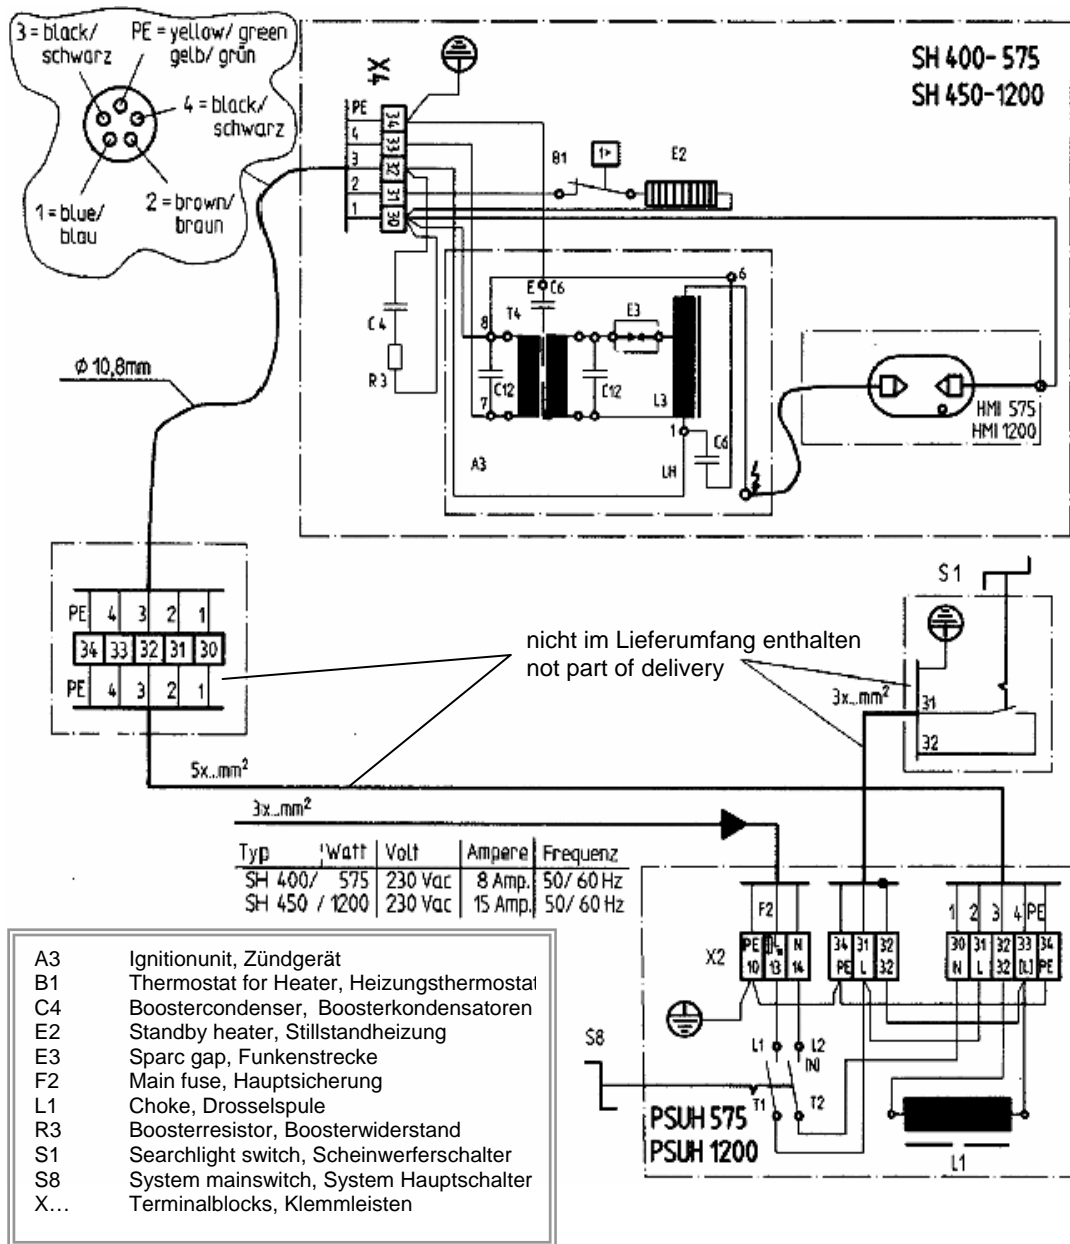 3 = black/
schwarz
PE = yellow/ green
gelb/ grün
4 = black/
schwarz
1 = blue/
blau
2 = brown/
braun
X4
SH 400- 575
SH 450-1200
PE
4
3
2
1
34
33
32
31
30
B1
1>
E2
E
C6
6
T4
E3
8
C4
R3
C12
C12
7
L3
1
C6
A3
LH
HMI 575
HMI 1200
Ø 10,8mm
PE 4 3 2 1
34 33 32 31 30
PE 4 3 2 1
nicht im Lieferumfang enthalten
not part of delivery
S1
31
32
3x...mm²
5x...mm²
3x...mm²
Typ Watt Volt Ampere Frequenz
SH 400/ 575 230 Vac 8 Amp. 50/ 60 Hz
SH 450 / 1200 230 Vac 15 Amp. 50/ 60 Hz
F2
1 2 3 4 PE
X2
PE N 34 31 32 30 31 32 33 34
10 13 14 PE L 32 N L 32 [L] PE
S8
L1 L2
[N]
T1 T2
PSUH 575
PSUH 1200
L1
A3 Ignitionunit, Zündgerät
B1 Thermostat for Heater, Heizungsthermostat
C4 Boostercondenser, Boosterkondensatoren
E2 Standby heater, Stillstandheizung
E3 Sparc gap, Funkenstrecke
F2 Main fuse, Hauptsicherung
L1 Choke, Drosselspule
R3 Boosterresistor, Boosterwiderstand
S1 Searchlight switch, Scheinwerferschalter
S8 System mainswitch, System Hauptschalter
X... Terminalblocks, Klemmleisten